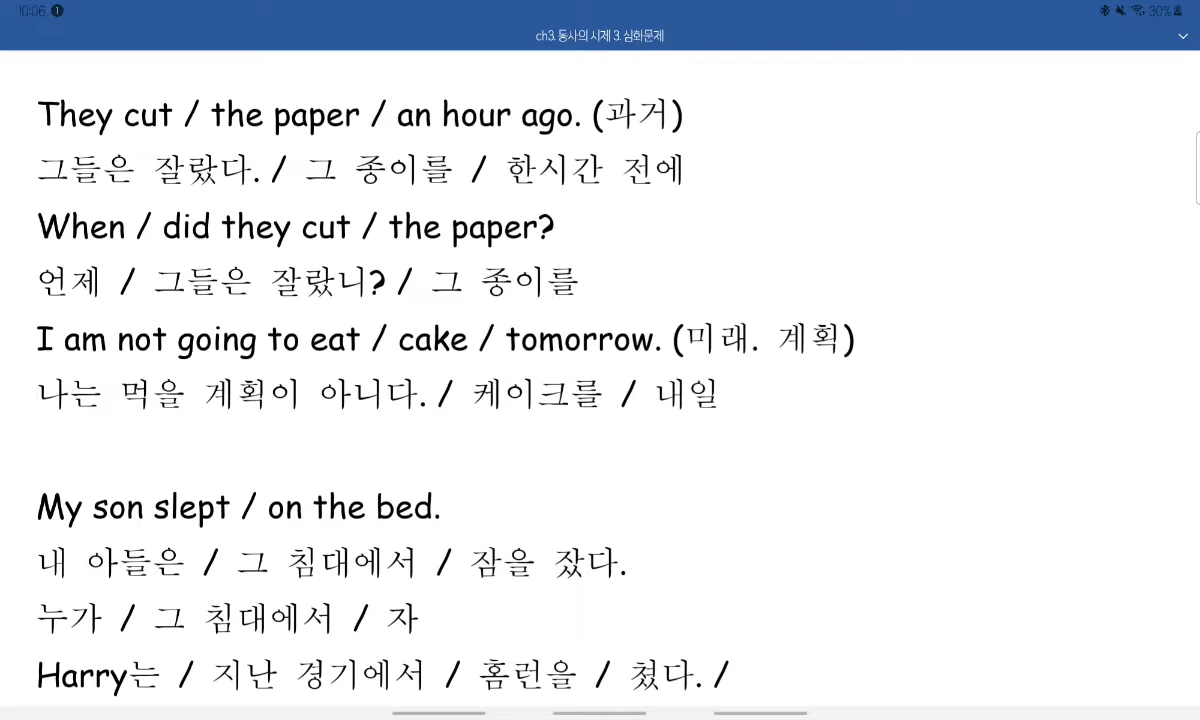 10:06 1 30%
ch3. 동사의 시제 3. 심화문제
They cut / the paper / an hour ago. (과거)
그들은 잘랐다. / 그 종이를 / 한시간 전에
When / did they cut / the paper?
언제 / 그들은 잘랐니? / 그 종이를
I am not going to eat / cake / tomorrow. (미래. 계획)
나는 먹을 계획이 아니다. / 케이크를 / 내일
My son slept / on the bed.
내 아들은 / 그 침대에서 / 잠을 잤다.
누가 / 그 침대에서 / 자
Harry는 / 지난 경기에서 / 홈런을 / 쳤다. /